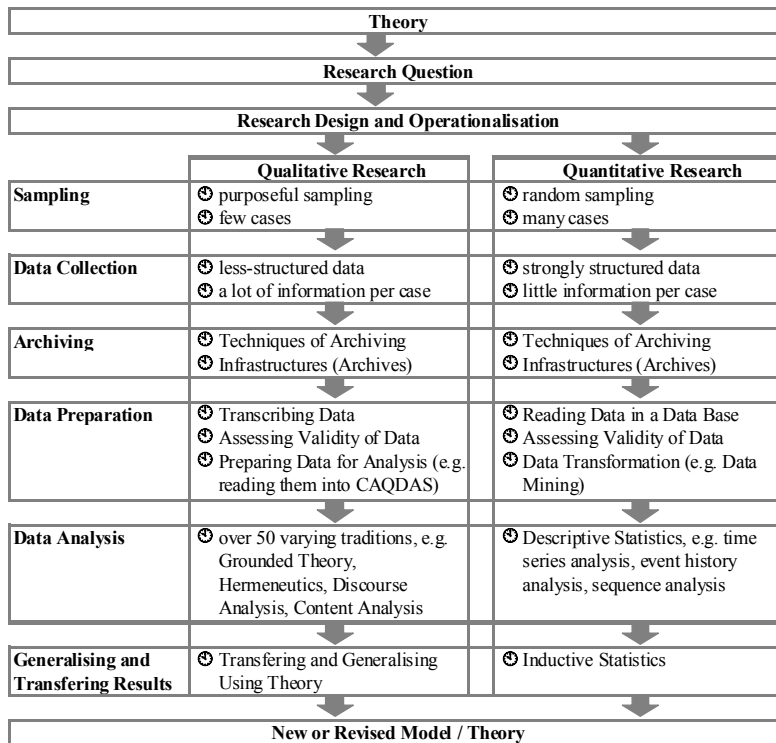 Theory
Research Question
Research Design and Operationalisation
Qualitative Research
Quantitative Research
Sampling
purposeful sampling
few cases
random sampling
many cases
Data Collection
less-structured data
a lot of information per case
strongly structured data
little information per case
Archiving
Techniques of Archiving
Infrastructures (Archives)
Techniques of Archiving
Infrastructures (Archives)
Data Preparation
Transcribing Data
Assessing Validity of Data
Preparing Data for Analysis (e.g.
reading them into CAQDAS)
Reading Data in a Data Base
Assessing Validity of Data
Data Transformation (e.g. Data
Mining)
Data Analysis
over 50 varying traditions, e.g.
Grounded Theory,
Hermeneutics, Discourse
Analysis, Content Analysis
Descriptive Statistics, e.g. time
series analysis, event history
analysis, sequence analysis
Generalising and
Transfering Results
Transfering and Generalising
Using Theory
Inductive Statistics
New or Revised Model / Theory